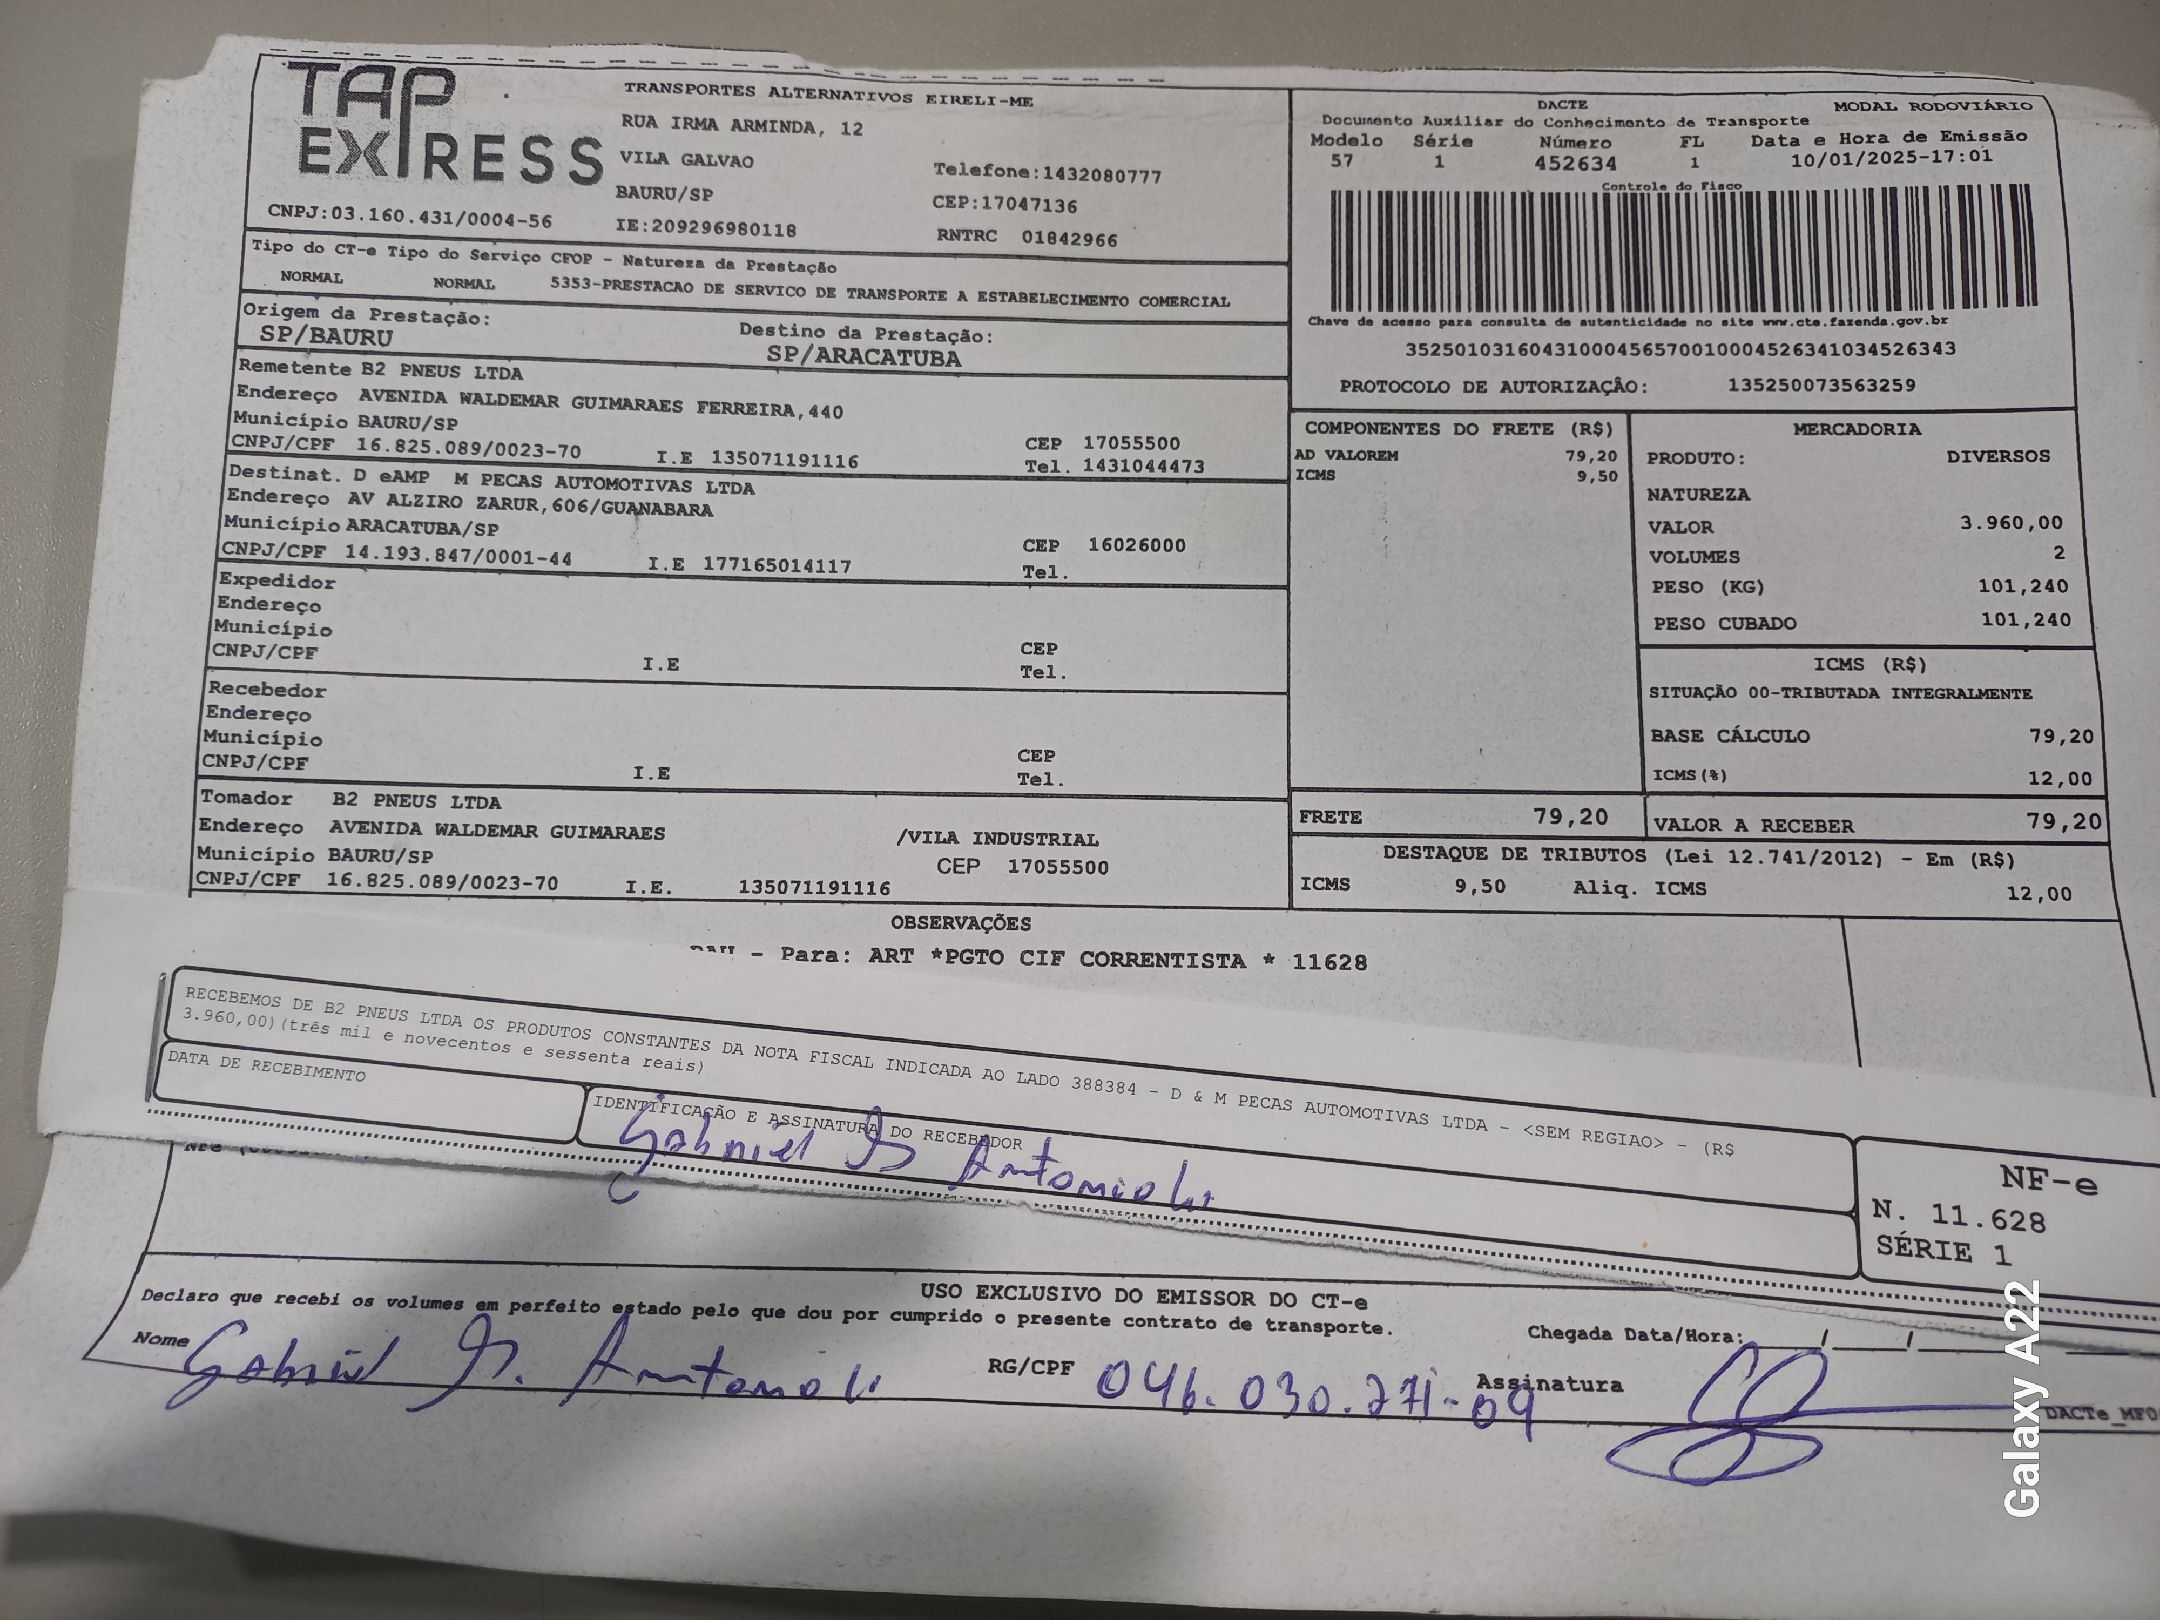 TAP EXPRESS
TRANSPORTES ALTERNATIVOS EIRELI-ME
RUA IRMA ARMINDA, 12
VILA GALVAO
Telefone:1432080777
BAURU/SP
CEP:17047136
CNPJ:03.160.431/0004-56
IE:209296980118
RNTRC 01842966
DACTE
MODAL RODOVIÁRIO
Documento Auxiliar do Conhecimento de Transporte
Modelo Série Número FL Data e Hora de Emissão
57 1 452634 1 10/01/2025-17:01
Controle do Fisco
Chave de acesso para consulta de autenticidade no site www.cte.fazenda.gov.br
35250103160431000456570010004526341034526343
PROTOCOLO DE AUTORIZAÇÃO: 135250073563259
Tipo do CT-e Tipo do Serviço CFOP - Natureza da Prestação
NORMAL NORMAL 5353-PRESTACAO DE SERVICO DE TRANSPORTE A ESTABELECIMENTO COMERCIAL
Origem da Prestação: Destino da Prestação:
SP/BAURU SP/ARACATUBA
Remetente B2 PNEUS LTDA
Endereço AVENIDA WALDEMAR GUIMARAES FERREIRA,440
Município BAURU/SP CEP 17055500
CNPJ/CPF 16.825.089/0023-70 I.E 135071191116 Tel. 1431044473
Destinat. D eAMP M PECAS AUTOMOTIVAS LTDA
Endereço AV ALZIRO ZARUR,606/GUANABARA
Município ARACATUBA/SP CEP 16026000
CNPJ/CPF 14.193.847/0001-44 I.E 177165014117 Tel.
Expedidor
Endereço
Município CEP
CNPJ/CPF I.E Tel.
Recebedor
Endereço
Município CEP
CNPJ/CPF I.E Tel.
Tomador B2 PNEUS LTDA
Endereço AVENIDA WALDEMAR GUIMARAES /VILA INDUSTRIAL
Município BAURU/SP CEP 17055500
CNPJ/CPF 16.825.089/0023-70 I.E. 135071191116
COMPONENTES DO FRETE (R$)
AD VALOREM 79,20
ICMS 9,50
FRETE 79,20
MERCADORIA
PRODUTO: DIVERSOS
NATUREZA
VALOR 3.960,00
VOLUMES 2
PESO (KG) 101,240
PESO CUBADO 101,240
ICMS (R$)
SITUAÇÃO 00-TRIBUTADA INTEGRALMENTE
BASE CÁLCULO 79,20
ICMS(%) 12,00
VALOR A RECEBER 79,20
DESTAQUE DE TRIBUTOS (Lei 12.741/2012) - Em (R$)
ICMS 9,50 Aliq. ICMS 12,00
OBSERVAÇÕES
- Para: ART *PGTO CIF CORRENTISTA * 11628
RECEBEMOS DE B2 PNEUS LTDA OS PRODUTOS CONSTANTES DA NOTA FISCAL INDICADA AO LADO 388384 - D & M PECAS AUTOMOTIVAS LTDA - <SEM REGIAO> - (R$
3.960,00)(três mil e novecentos e sessenta reais)
DATA DE RECEBIMENTO
IDENTIFICAÇÃO E ASSINATURA DO RECEBEDOR
Gabriel Antonioli
NF-e
N. 11.628
SÉRIE 1
USO EXCLUSIVO DO EMISSOR DO CT-e
Declaro que recebi os volumes em perfeito estado pelo que dou por cumprido o presente contrato de transporte.
Chegada Data/Hora: / /
Nome Gabriel Antonioli RG/CPF 046.030.271-09 Assinatura
Galaxy A22